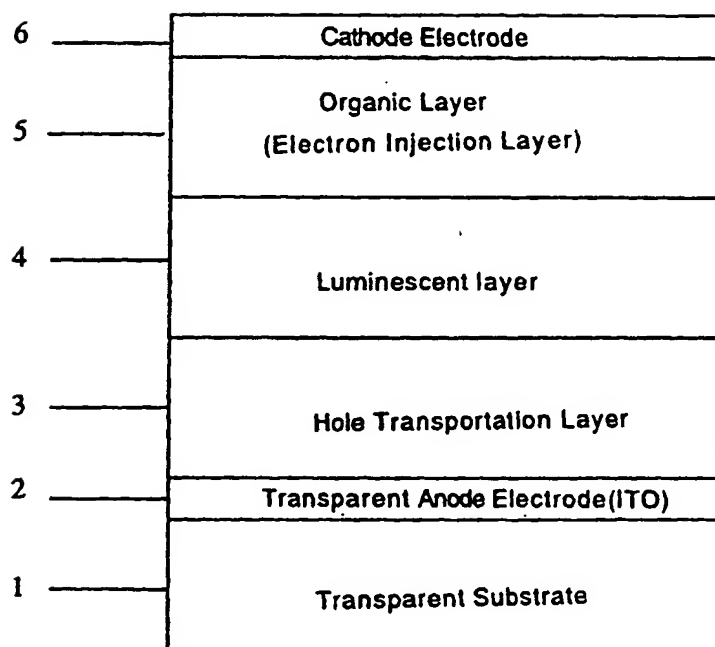 6 Cathode Electrode
5 Organic Layer
(Electron Injection Layer)
4 Luminescent layer
3 Hole Transportation Layer
2 Transparent Anode Electrode(ITO)
1 Transparent Substrate